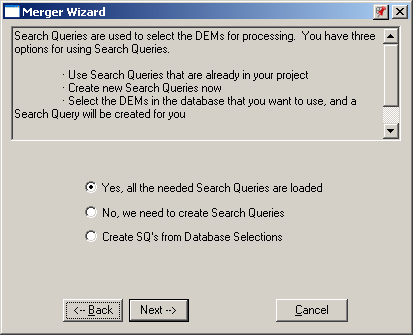 Merger Wizard
Search Queries are used to select the DEMs for processing.  You have three
options for using Search Queries.
· Use Search Queries that are already in your project
· Create new Search Queries now
· Select the DEMs in the database that you want to use, and a
Search Query will be created for you
Yes, all the needed Search Queries are loaded
No, we need to create Search Queries
Create SQ's from Database Selections
<-- Back Next --> Cancel